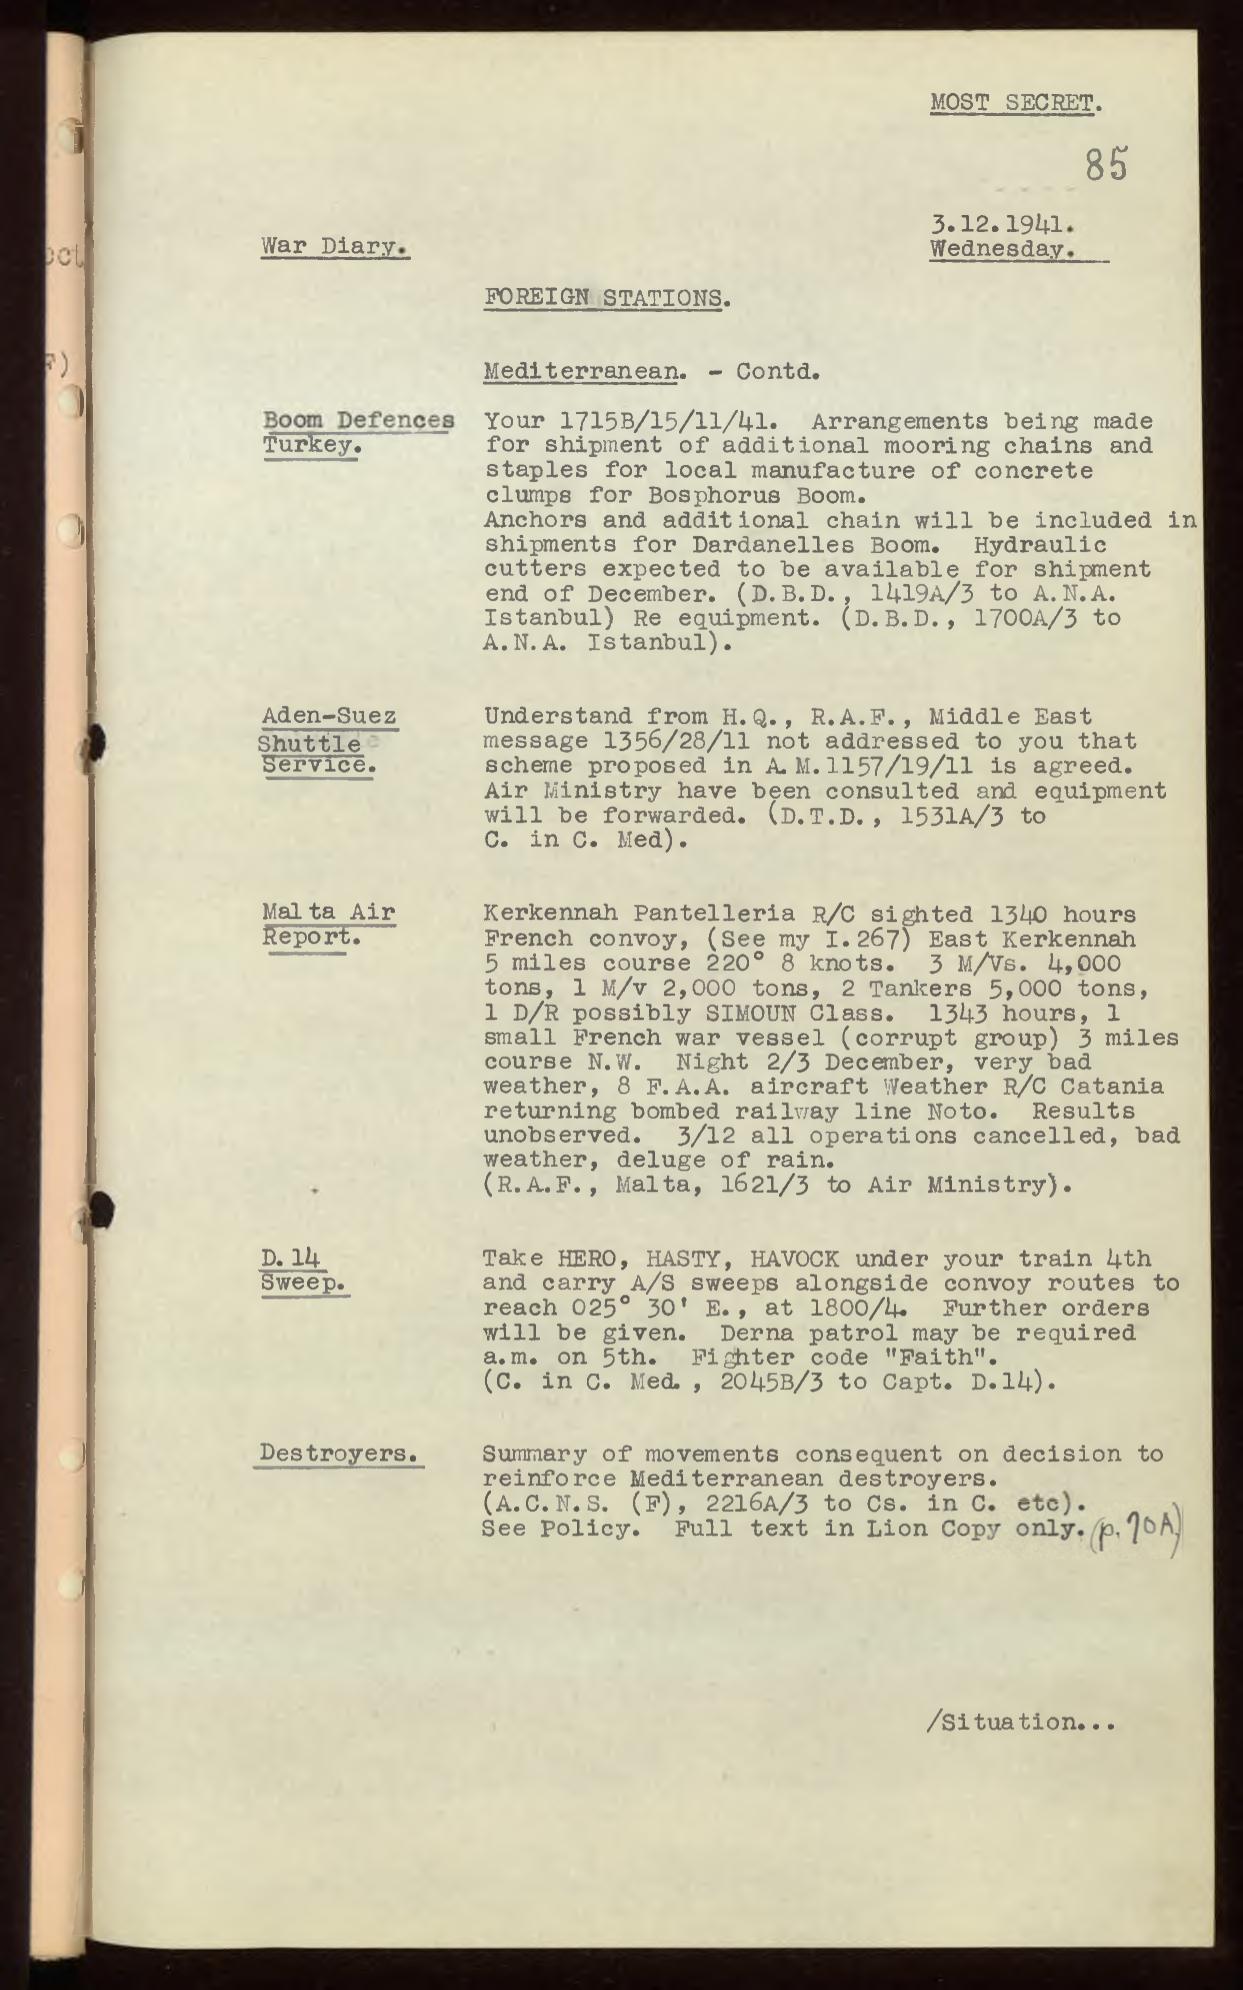 MOST SECRET.
85
3.12.1941.
War Diary.
Wednesday.
FOREIGN STATIONS.
Mediterranean. - Contd.
Boom Defences
Turkey.
Your 1715B/15/11/41. Arrangements being made
for shipment of additional mooring chains and
staples for local manufacture of concrete
clumps for Bosphorus Boom.
Anchors and additional chain will be included in
shipments for Dardanelles Boom. Hydraulic
cutters expected to be available for shipment
end of December. (D.B.D., 1419A/3 to A.N.A.
Istanbul) Re equipment. (D.B.D., 1700A/3 to
A.N.A. Istanbul).
Aden-Suez
Shuttle
Service.
Understand from H.Q., R.A.F., Middle East
message 1356/28/11 not addressed to you that
scheme proposed in A.M.1157/19/11 is agreed.
Air Ministry have been consulted and equipment
will be forwarded. (D.T.D., 1531A/3 to
C. in C. Med).
Malta Air
Report.
Kerkennah Pantelleria R/C sighted 1340 hours
French convoy, (See my I.267) East Kerkennah
5 miles course 220° 8 knots. 3 M/Vs. 4,000
tons, 1 M/v 2,000 tons, 2 Tankers 5,000 tons,
1 D/R possibly SIMOUN Class. 1343 hours, 1
small French war vessel (corrupt group) 3 miles
course N.W. Night 2/3 December, very bad
weather, 8 F.A.A. aircraft Weather R/C Catania
returning bombed railway line Noto. Results
unobserved. 3/12 all operations cancelled, bad
weather, deluge of rain.
(R.A.F., Malta, 1621/3 to Air Ministry).
D.14
Sweep.
Take HERO, HASTY, HAVOCK under your train 4th
and carry A/S sweeps alongside convoy routes to
reach 025° 30' E., at 1800/4. Further orders
will be given. Derna patrol may be required
a.m. on 5th. Fighter code "Faith".
(C. in C. Med., 2045B/3 to Capt. D.14).
Destroyers.
Summary of movements consequent on decision to
reinforce Mediterranean destroyers.
(A.C.N.S. (F), 2216A/3 to Cs. in C. etc).
See Policy. Full text in Lion Copy only. (p. 70A)
/Situation...